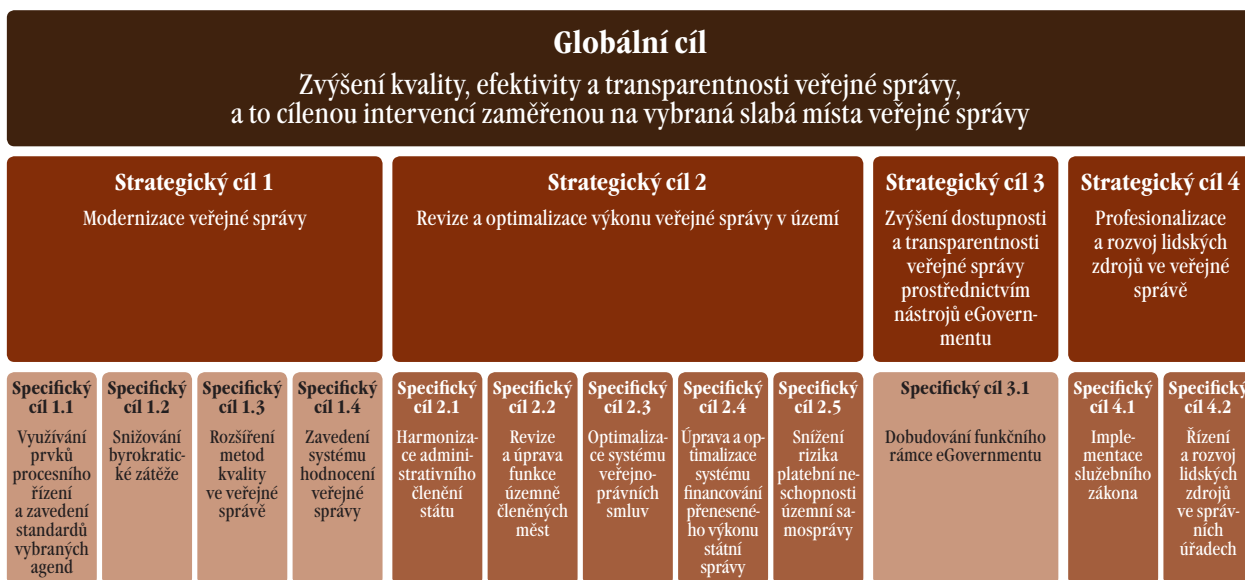 Globální cíl
Zvýšení kvality, efektivity a transparentnosti veřejné správy,
a to cílenou intervencí zaměřenou na vybraná slabá místa veřejné správy
Strategický cíl 1
Modernizace veřejné správy
Strategický cíl 2
Revize a optimalizace výkonu veřejné správy v území
Strategický cíl 3
Zvýšení dostupnosti
a transparentnosti
veřejné správy
prostřednictvím
nástrojů eGovern-
mentu
Strategický cíl 4
Profesionalizace
a rozvoj lidských
zdrojů ve veřejné
správě
Specifický
cíl 1.1
Využívání
prvků
procesního
řízení
a zavedení
standardů
vybraných
agend
Specifický
cíl 1.2
Snižování
byrokratic-
ké zátěže
Specifický
cíl 1.3
Rozšíření
metod
kvality
ve veřejné
správě
Specifický
cíl 1.4
Zavedení
systému
hodnocení
veřejné
správy
Specifický
cíl 2.1
Harmoniza-
ce admini-
strativního
členění
státu
Specifický
cíl 2.2
Revize
a úprava
funkce
územně
členěných
měst
Specifický
cíl 2.3
Optimaliza-
ce systému
veřejno-
právních
smluv
Specifický
cíl 2.4
Úprava a op-
timalizace
systému
financování
přenesené-
ho výkonu
státní
správy
Specifický
cíl 2.5
Snížení
rizika
platební ne-
schopnosti
územní sa-
mosprávy
Specifický cíl 3.1
Dobudování funkčního
rámce eGovernmentu
Specifický
cíl 4.1
Imple-
mentace
služebního
zákona
Specifický
cíl 4.2
Řízení
a rozvoj
lidských
zdrojů
ve správ-
ních
úřadech